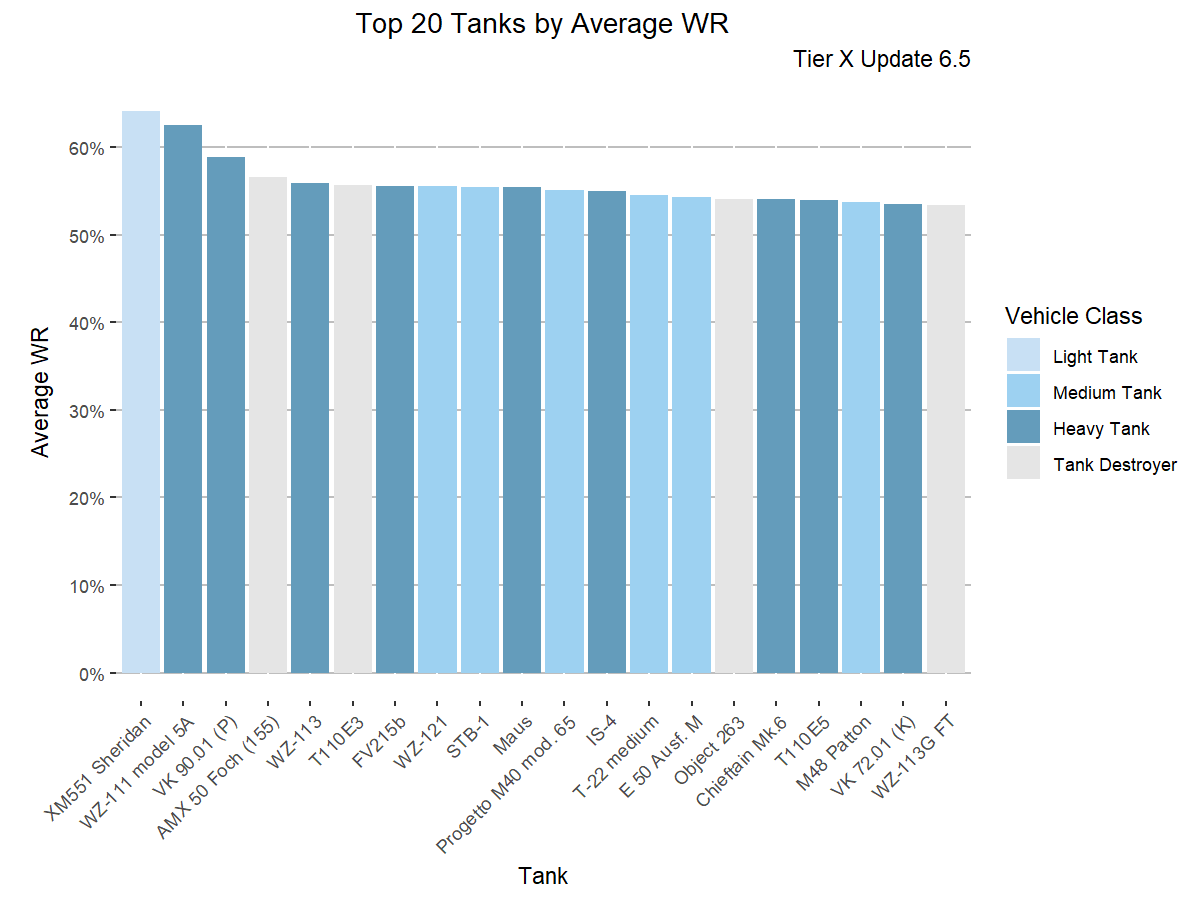 Top 20 Tanks by Average WR
Tier X Update 6.5
60%
50%
40%
30%
20%
10%
0%
Average WR
XM551 Sheridan
WZ-111 model 5A
VK 90.01 (P)
AMX 50 Foch (155)
WZ-113
T110E3
FV215b
WZ-121
STB-1
Maus
Progetto M40 mod. 65
IS-4
T-22 medium
E 50 Ausf. M
Object 263
Chieftain Mk.6
T110E5
M48 Patton
VK 72.01 (K)
WZ-113G FT
Tank
Vehicle Class
Light Tank
Medium Tank
Heavy Tank
Tank Destroyer